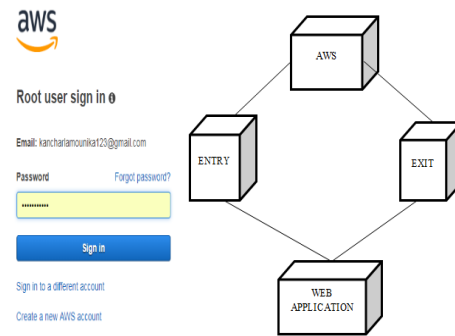 aws
Root user sign in
Email: kancharlamounika123@gmail.com
Password Forgot password?
Sign in
Sign in to a different account
Create a new AWS account
AWS
ENTRY
EXIT
WEB
APPLICATION